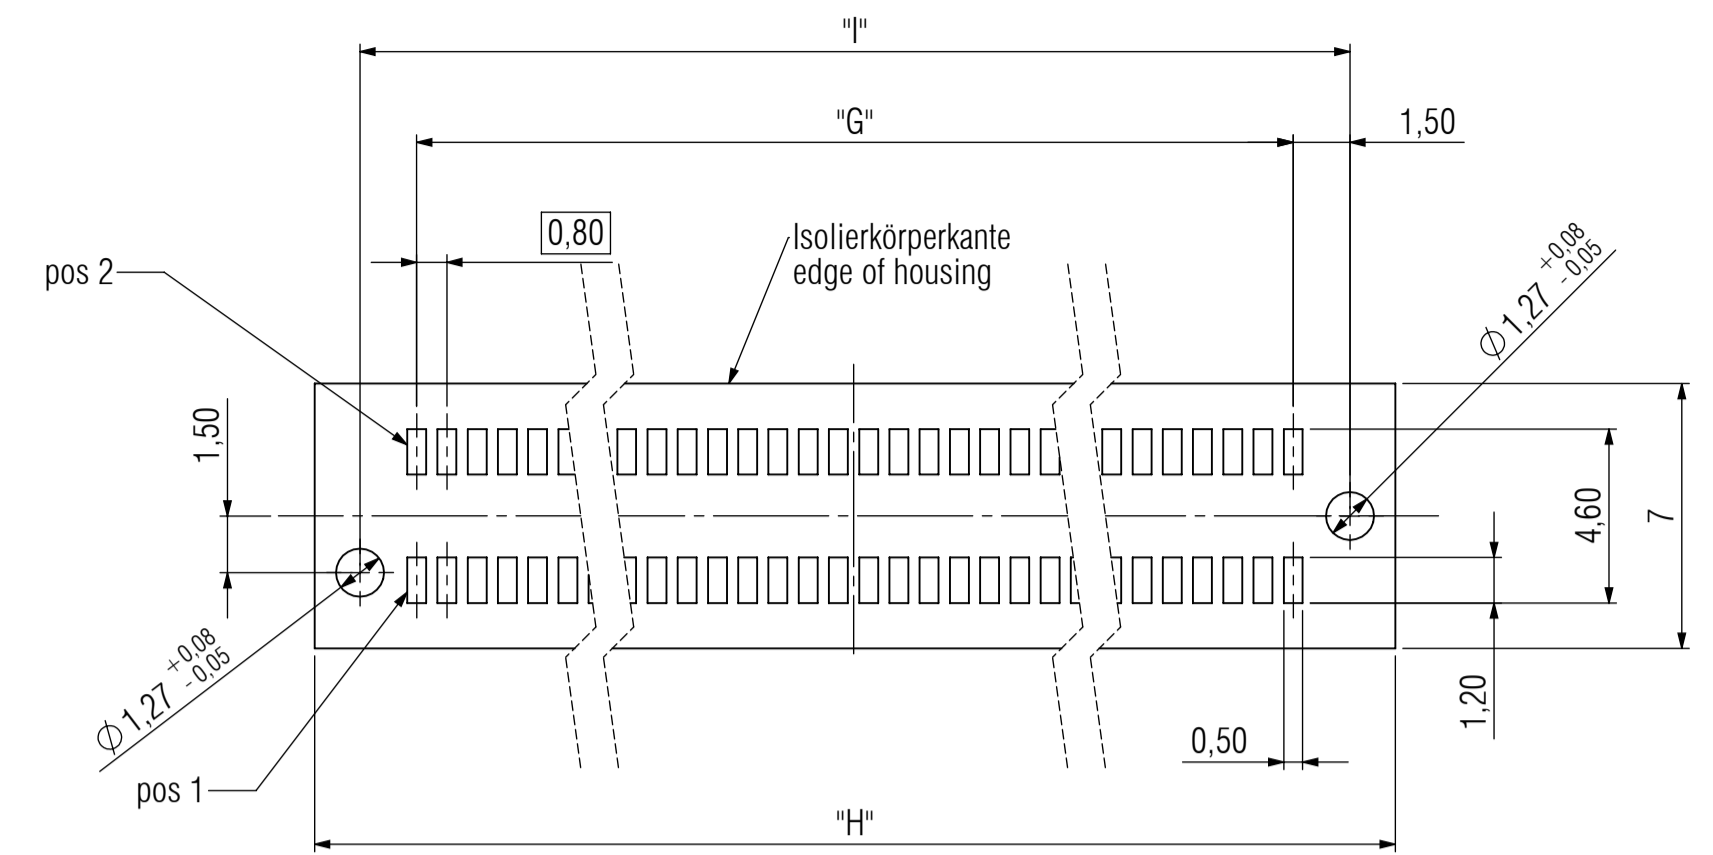 "I"
"G"
1,50
0,80
Isolierkörperkante
edge of housing
pos 2
⌀ 1,27 +0,08
- 0,05
1,50
4,60
7
⌀ 1,27 +0,08
- 0,05
1,20
0,50
pos 1
"H"